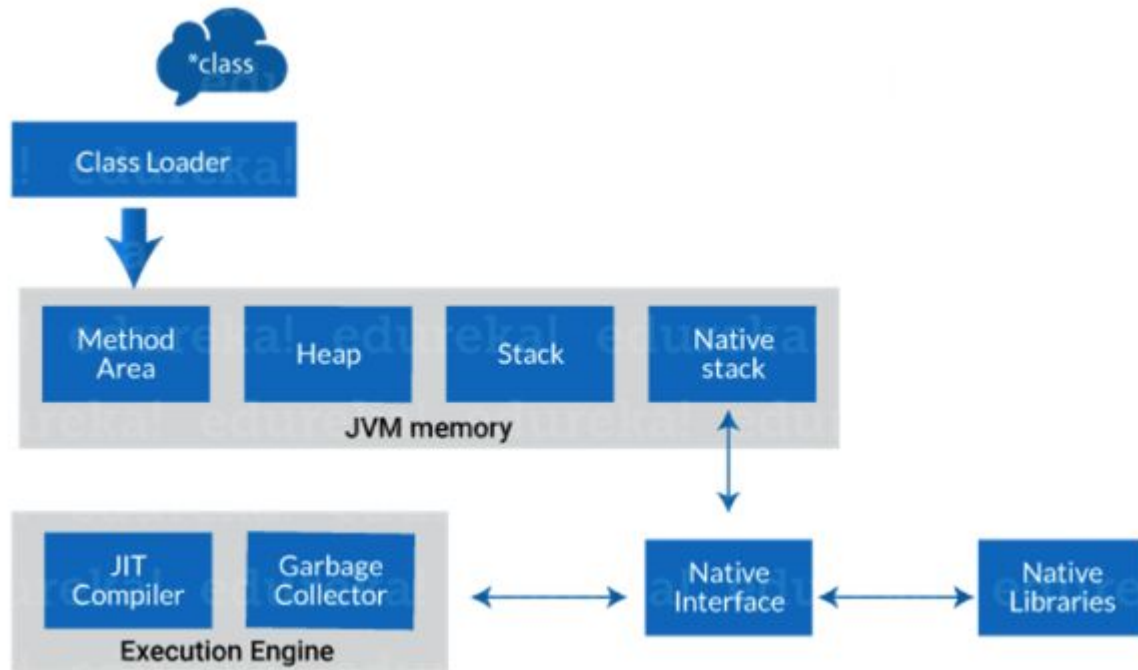 *class
Class Loader
Method
Area
Heap
Stack
Native
stack
JVM memory
JIT
Compiler
Garbage
Collector
Execution Engine
Native
Interface
Native
Libraries
edureka!